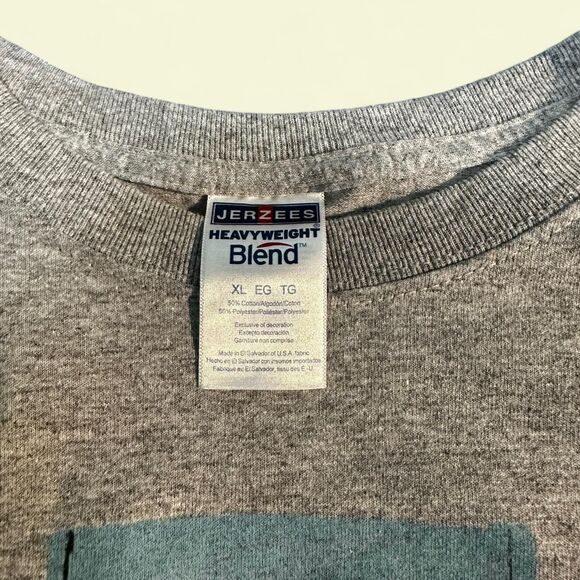 JERZEES®
HEAVYWEIGHT
Blend™
XL EG TG
50% Cotton/Algodón/Coton
50% Polyester/Poliéster/Polyester
Exclusive of decoration
Excepto decoración
Garniture non comprise
Made in El Salvador of U.S.A. fabric
Hecho en El Salvador con insumos importados
Fabriqué au El Salvador, tissu des É.-U.